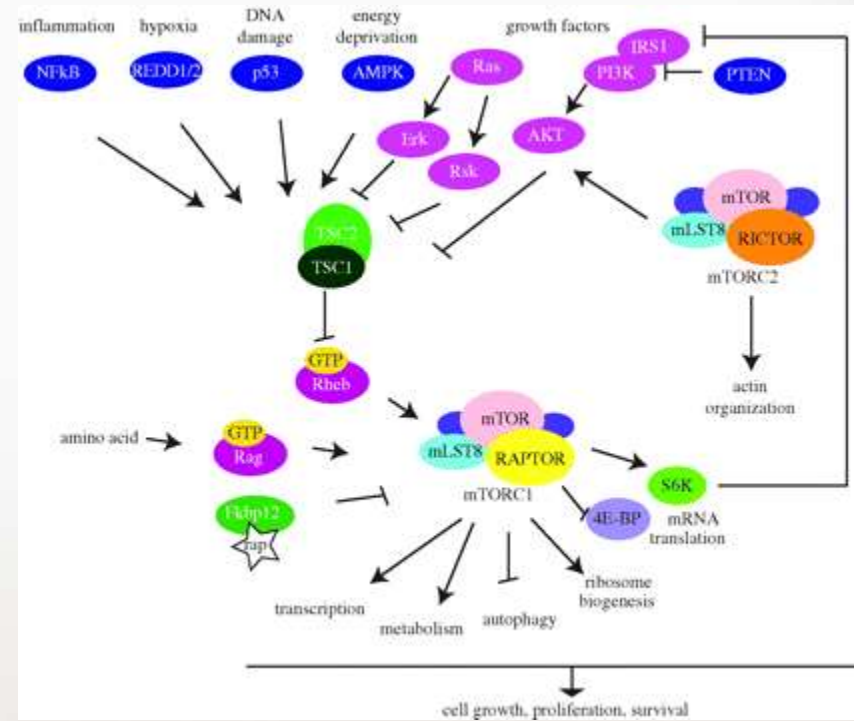 inflammation
hypoxia
DNA
damage
energy
deprivation
growth factors
NFkB
REDD1/2
p53
AMPK
Ras
IRS1
PI3K
PTEN
Erk
AKT
Rsk
TSC2
TSC1
mTOR
mLST8
RICTOR
mTORC2
GTP
Rheb
actin
organization
amino acid
GTP
Rag
mTOR
mLST8
RAPTOR
mTORC1
S6K
Fkbp12
rap
4E-BP
mRNA
translation
ribosome
biogenesis
transcription
metabolism
autophagy
cell growth, proliferation, survival